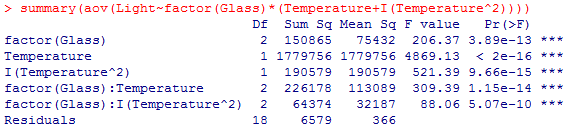 > summary(aov(Light~factor(Glass)*(Temperature+I(Temperature^2))))
Df Sum Sq Mean Sq F value Pr(>F)
factor(Glass) 2 150865 75432 206.37 3.89e-13 ***
Temperature 1 1779756 1779756 4869.13 < 2e-16 ***
I(Temperature^2) 1 190579 190579 521.39 9.66e-15 ***
factor(Glass):Temperature 2 226178 113089 309.39 1.15e-14 ***
factor(Glass):I(Temperature^2) 2 64374 32187 88.06 5.07e-10 ***
Residuals 18 6579 366